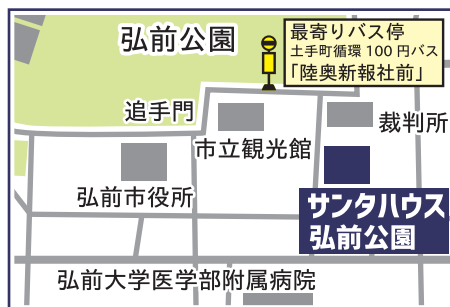 弘前公園
最寄りバス停
土手町循環100円バス
「陸奥新報社前」
追手門
市立観光館
裁判所
弘前市役所
サンタハウス
弘前公園
弘前大学医学部附属病院